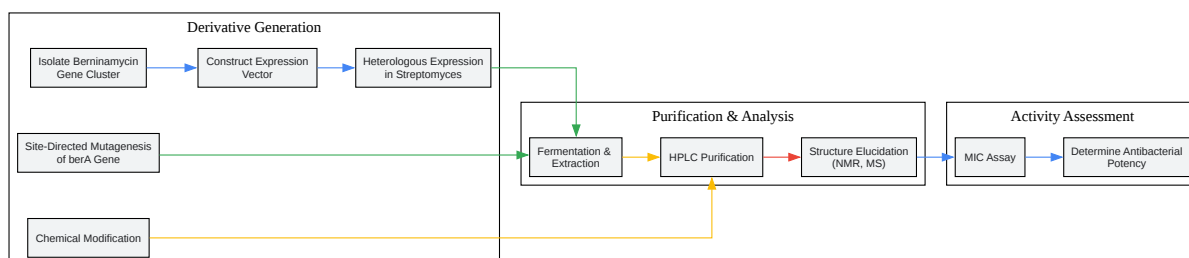 Derivative Generation
Isolate Berninamycin
Gene Cluster
Construct Expression
Vector
Heterologous Expression
in Streptomyces
Site-Directed Mutagenesis
of berA Gene
Chemical Modification
Purification & Analysis
Fermentation &
Extraction
HPLC Purification
Structure Elucidation
(NMR, MS)
Activity Assessment
MIC Assay
Determine Antibacterial
Potency